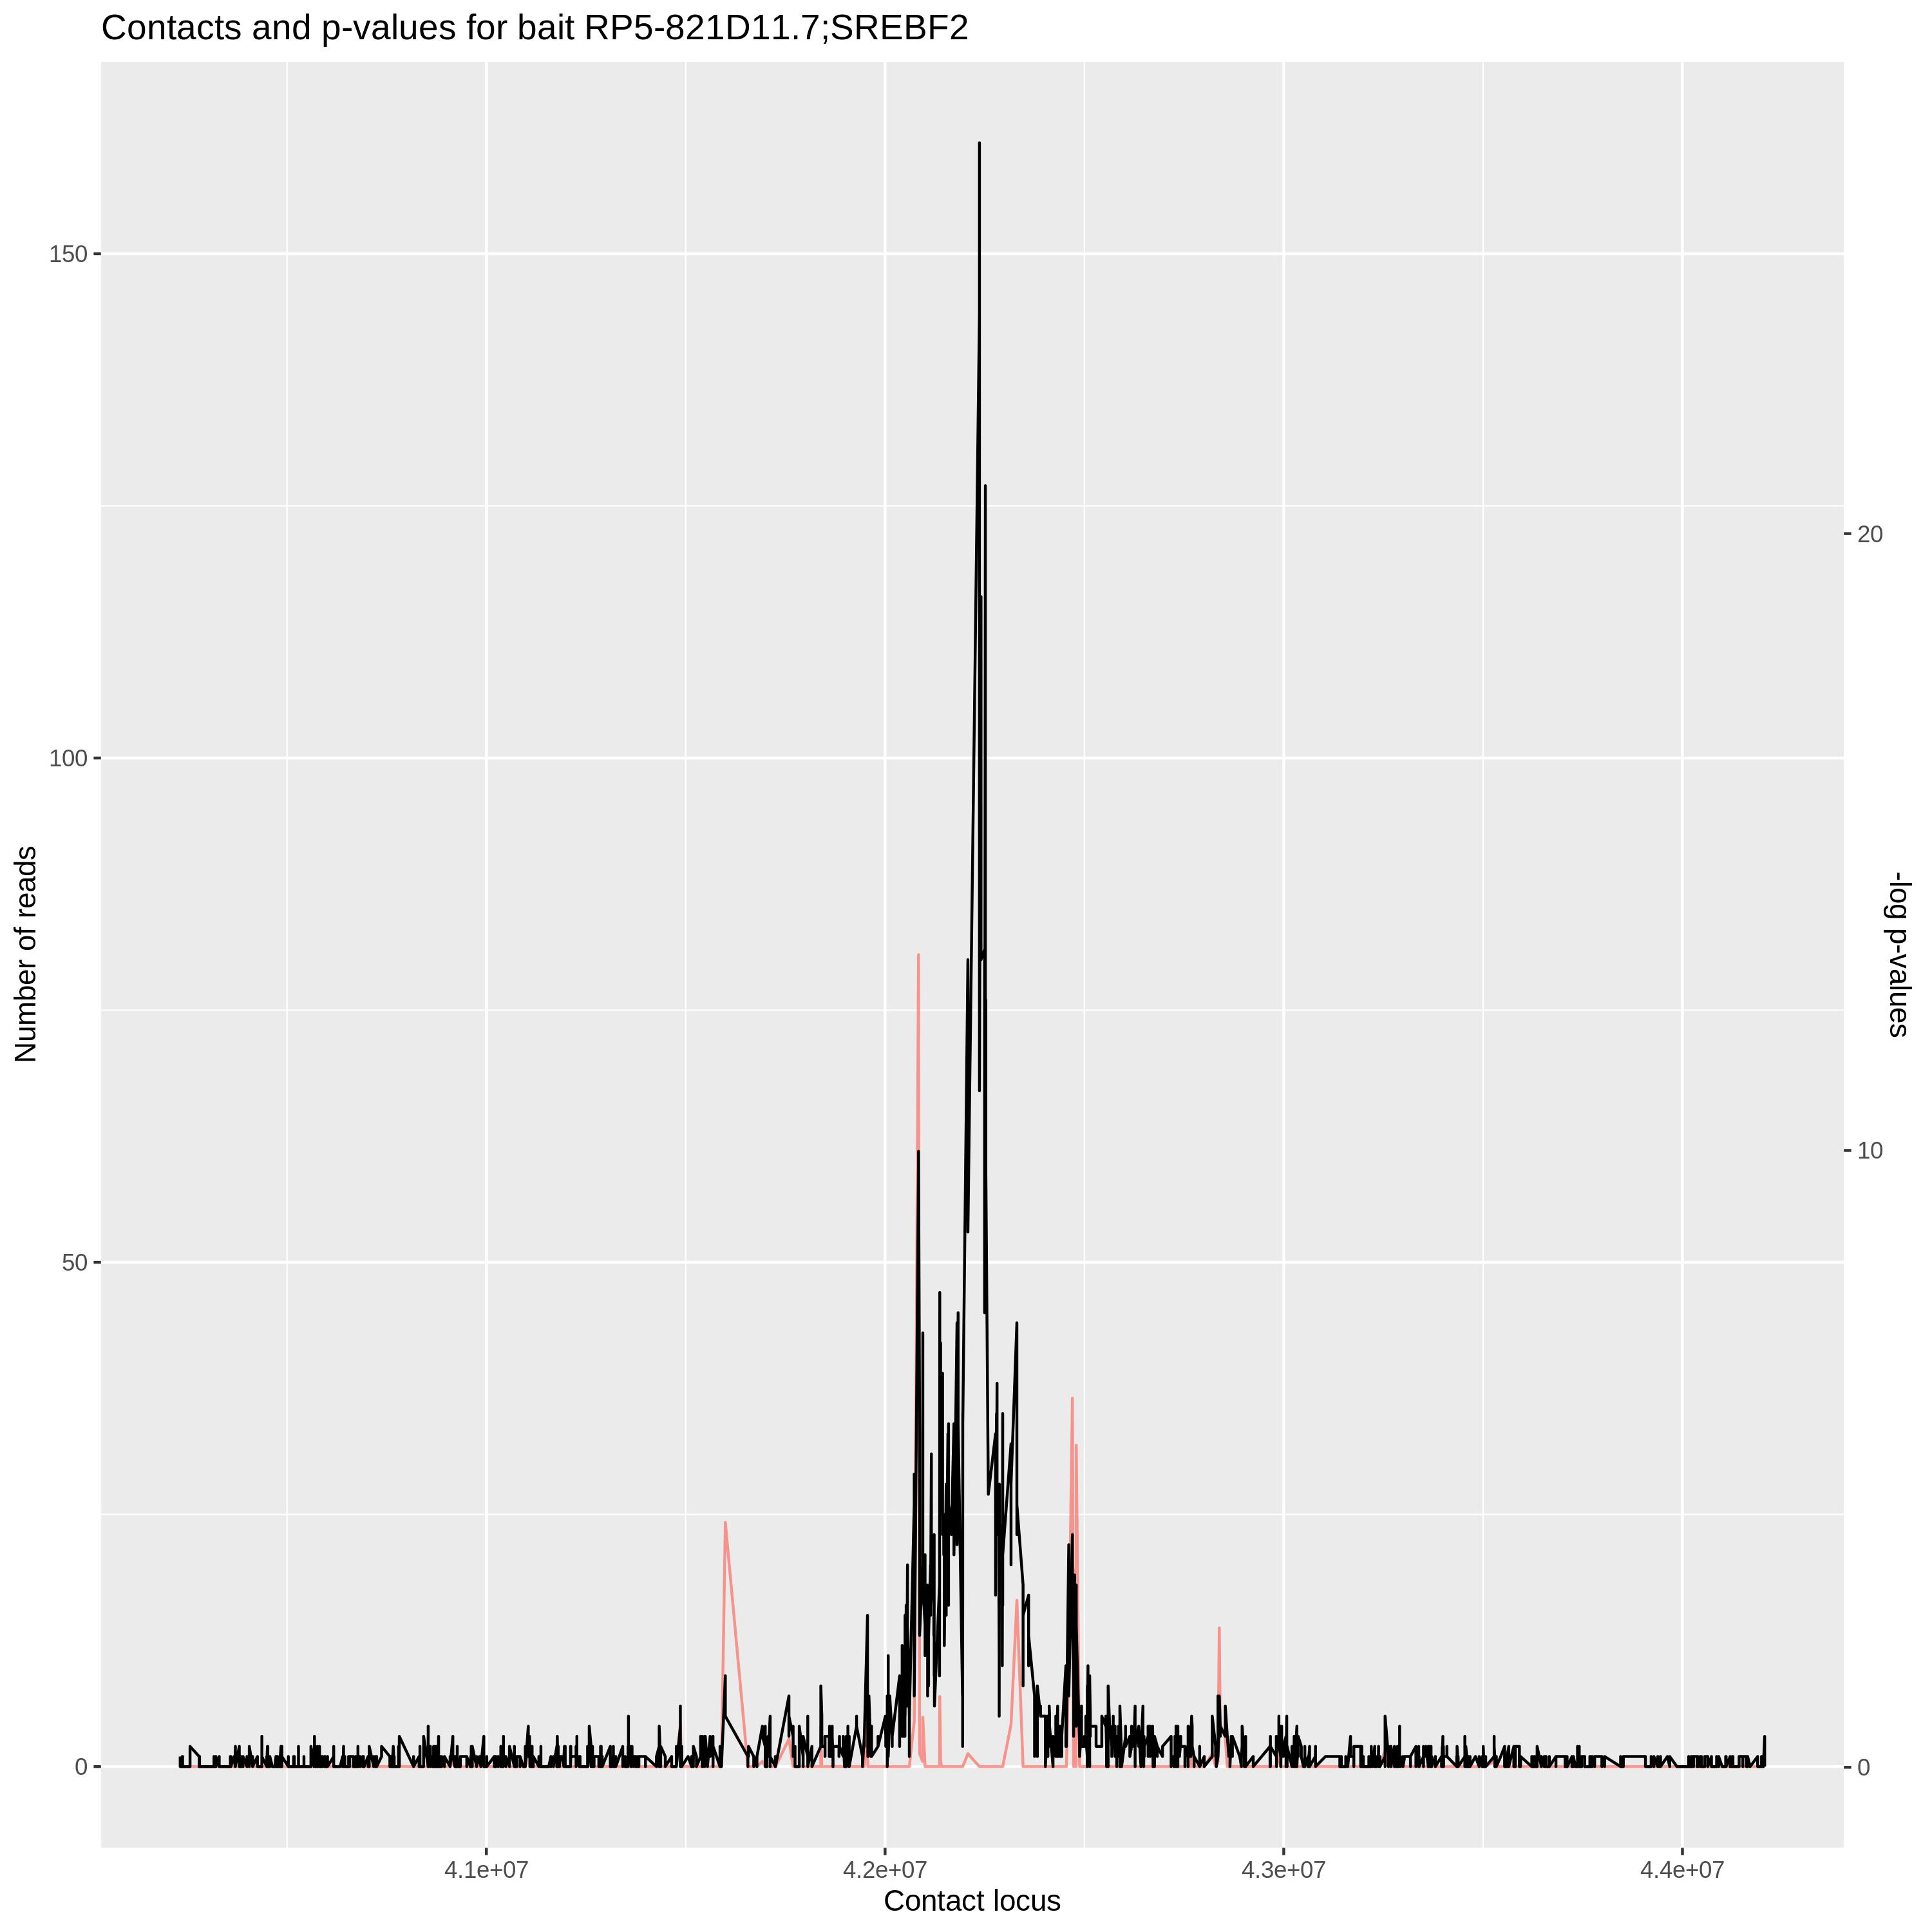 Contacts and p-values for bait RP5-821D11.7;SREBF2
150
100
50
0
Number of reads
20
10
0
-log p-values
4.1e+07
4.2e+07
4.3e+07
4.4e+07
Contact locus